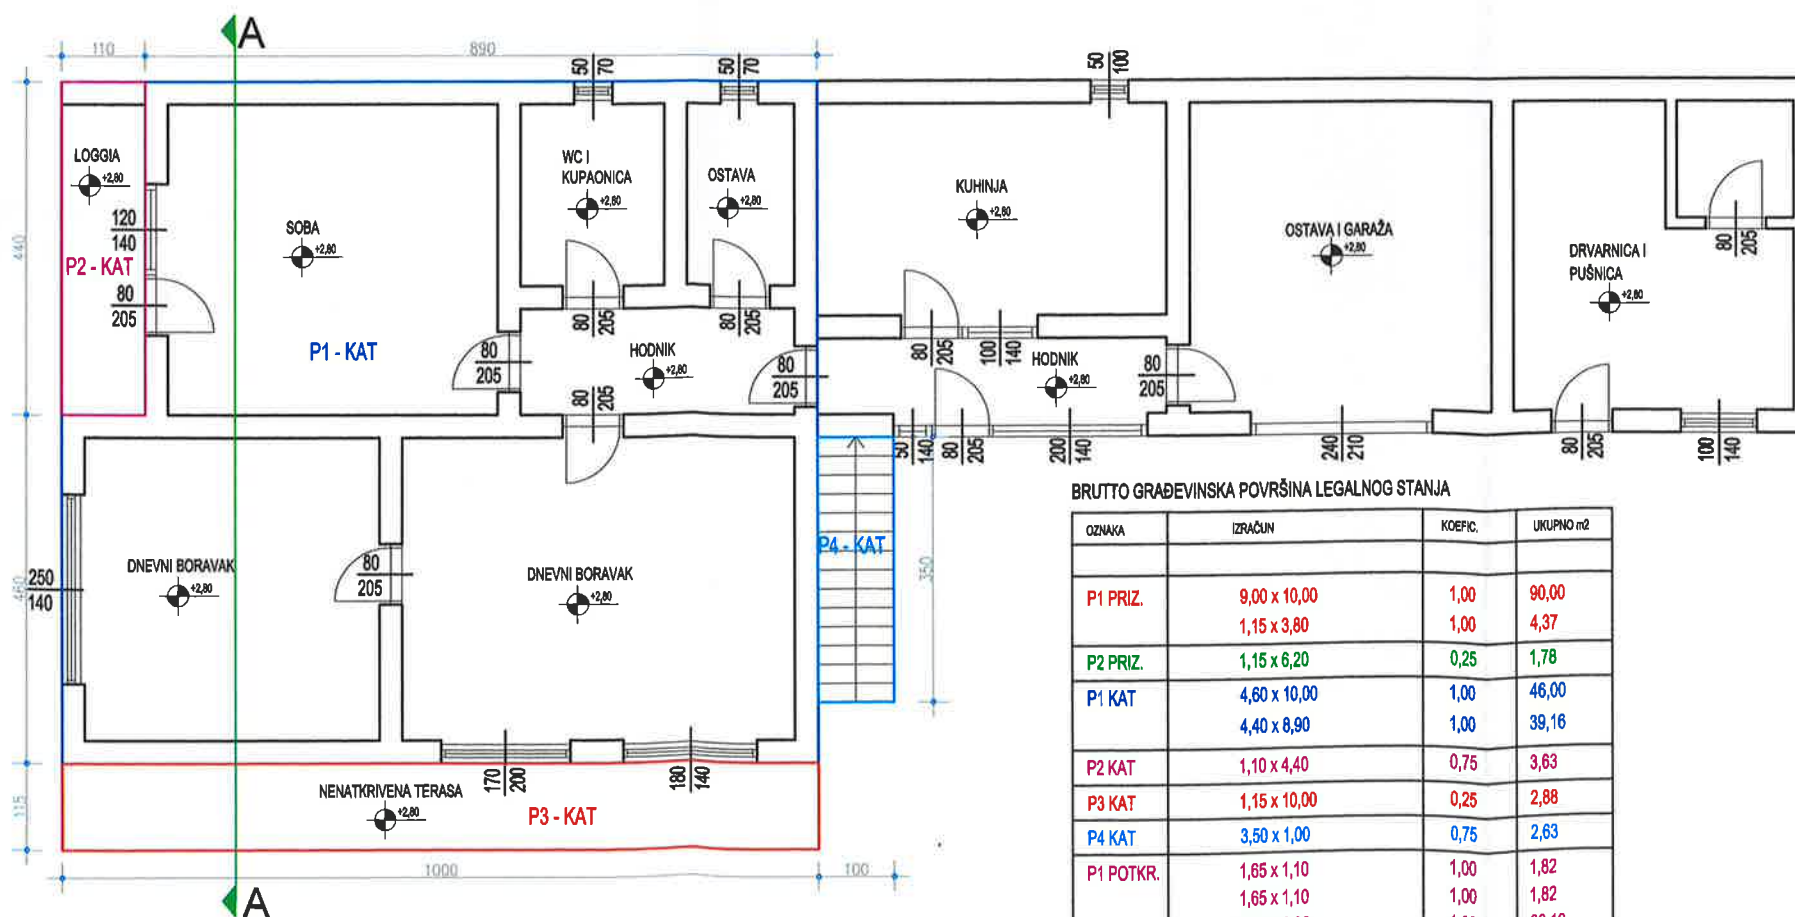 A
110
890
50
70
50
70
50
100
LOGGIA
+2,80
WC I
KUPAONICA
+2,80
OSTAVA
+2,80
KUHINJA
+2,80
120
140
SOBA
+2,80
OSTAVA I GARAŽA
+2,80
80
205
440
P2 - KAT
DRVARNICA I
PUŠNICA
+2,80
80
205
80
205
80
205
P1 - KAT
HODNIK
+2,80
80
205
80
205
80
205
100
140
HODNIK
+2,80
80
205
80
205
50
140
80
205
200
140
240
210
80
205
100
140
BRUTTO GRAĐEVINSKA POVRŠINA LEGALNOG STANJA
OZNAKA IZRAČUN KOEFIC. UKUPNO m2
P1 PRIZ. 9,00 x 10,00 1,00 90,00
1,15 x 3,80 1,00 4,37
P2 PRIZ. 1,15 x 6,20 0,25 1,78
P1 KAT 4,60 x 10,00 1,00 46,00
4,40 x 8,90 1,00 39,16
P2 KAT 1,10 x 4,40 0,75 3,63
P3 KAT 1,15 x 10,00 0,25 2,88
P4 KAT 3,50 x 1,00 0,75 2,63
P1 POTKR. 1,65 x 1,10 1,00 1,82
1,65 x 1,10 1,00 1,82
P4 - KAT
350
460
250
140
DNEVNI BORAVAK
+2,80
80
205
DNEVNI BORAVAK
+2,80
170
200
180
140
115
NENATKRIVENA TERASA
+2,80
P3 - KAT
1000
100
A